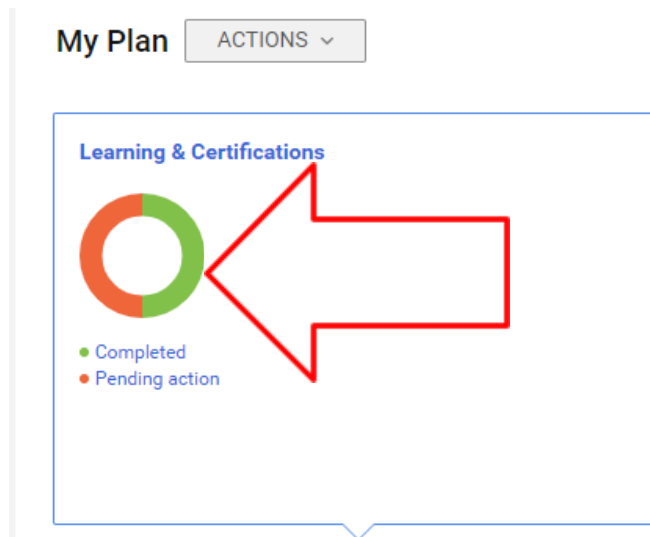 My Plan ACTIONS
Learning & Certifications
Completed
Pending action